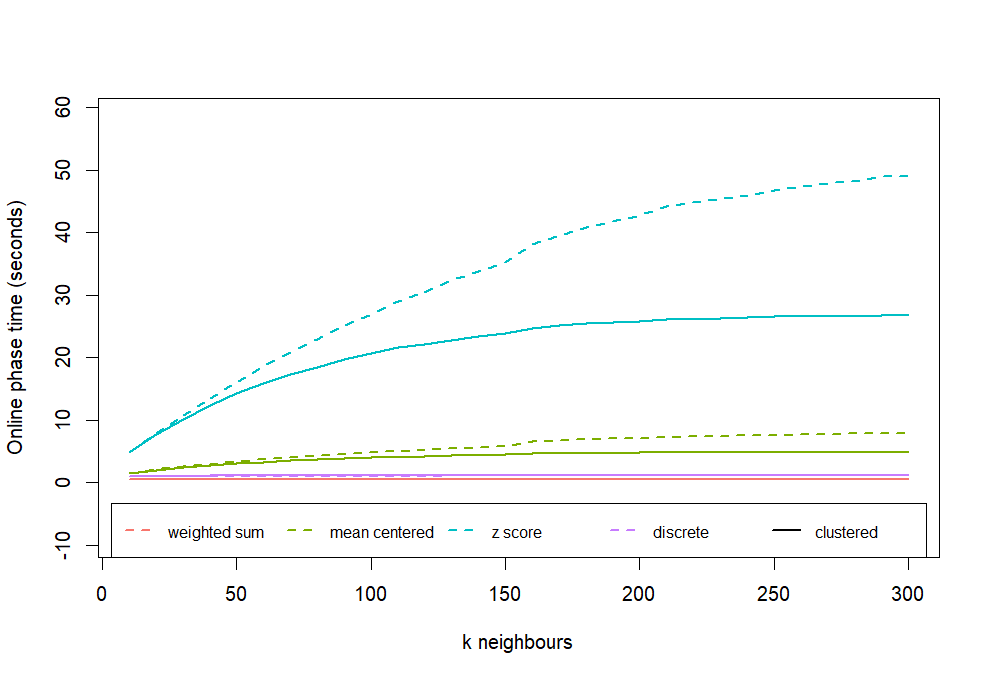 60
50
40
30
20
10
0
-10
Online phase time (seconds)
weighted sum mean centered z score discrete clustered
0 50 100 150 200 250 300
k neighbours